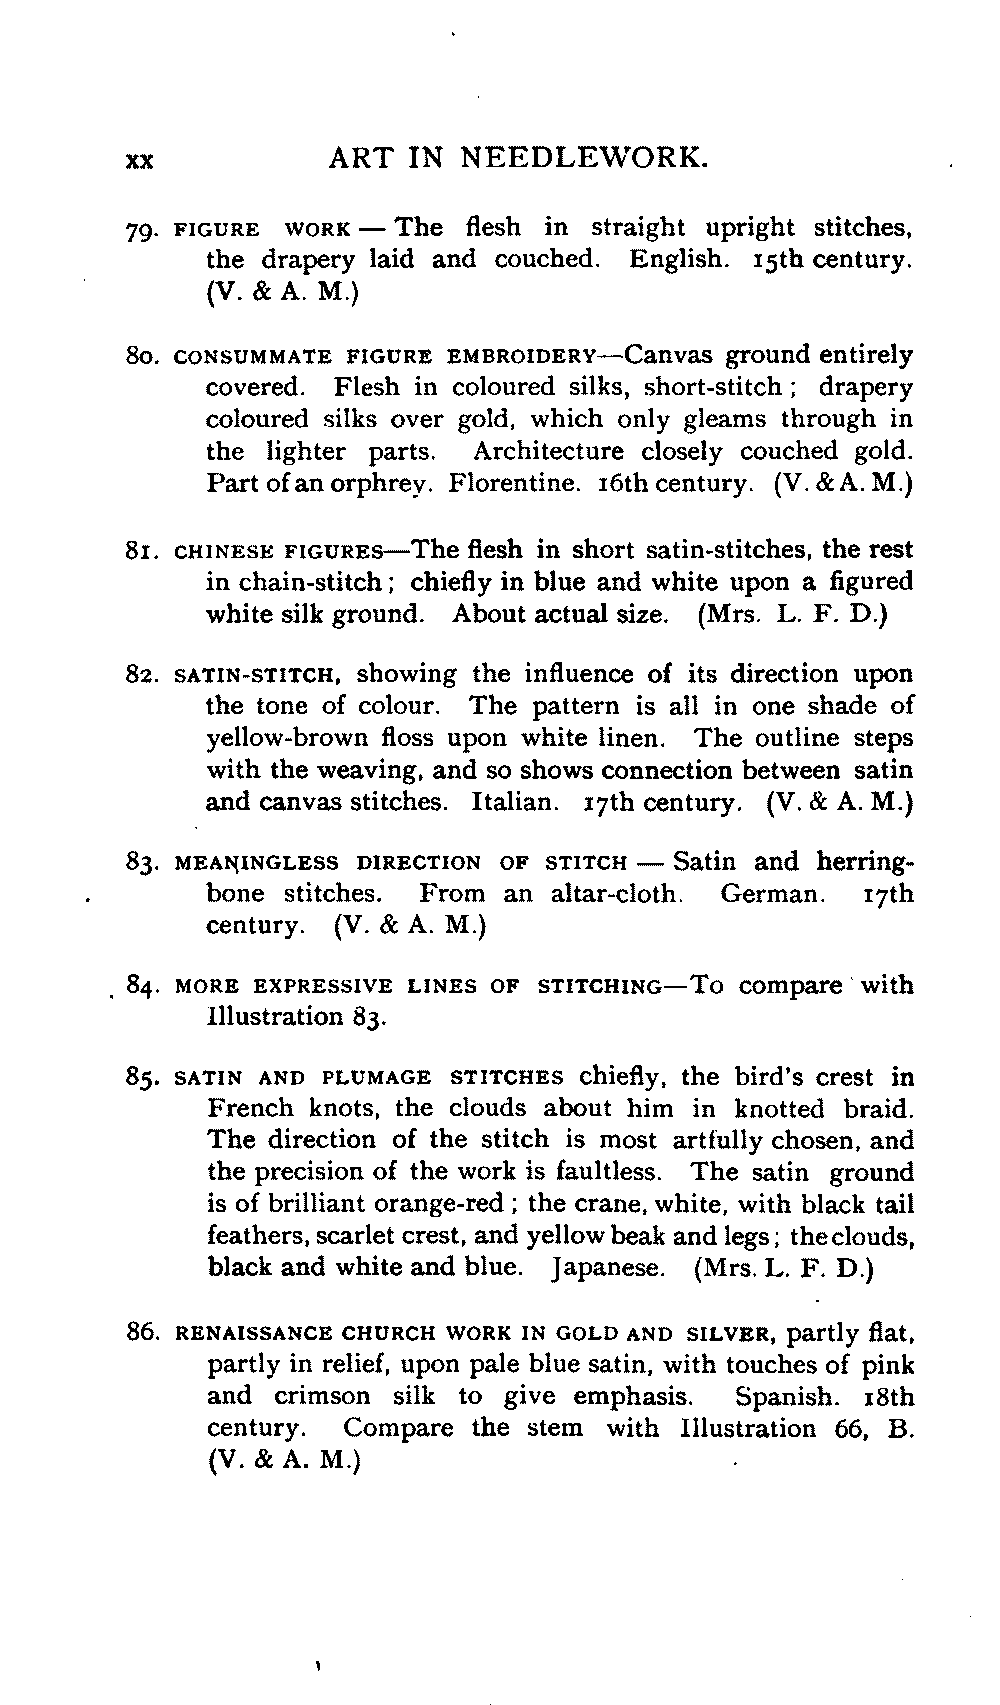 xx ART IN NEEDLEWORK.
79. FIGURE WORK — The flesh in straight upright stitches,
the drapery laid and couched. English. 15th century.
(V. & A. M.)
80. CONSUMMATE FIGURE EMBROIDERY—Canvas ground entirely
covered. Flesh in coloured silks, short-stitch; drapery
coloured silks over gold, which only gleams through in
the lighter parts. Architecture closely couched gold.
Part of an orphrey. Florentine. 16th century. (V. & A. M.)
81. CHINESE FIGURES—The flesh in short satin-stitches, the rest
in chain-stitch; chiefly in blue and white upon a figured
white silk ground. About actual size. (Mrs. L. F. D.)
82. SATIN-STITCH, showing the influence of its direction upon
the tone of colour. The pattern is all in one shade of
yellow-brown floss upon white linen. The outline steps
with the weaving, and so shows connection between satin
and canvas stitches. Italian. 17th century. (V. & A. M.)
83. MEANINGLESS DIRECTION OF STITCH — Satin and herring-
bone stitches. From an altar-cloth. German. 17th
century. (V. & A. M.)
84. MORE EXPRESSIVE LINES OF STITCHING—To compare with
Illustration 83.
85. SATIN AND PLUMAGE STITCHES chiefly, the bird's crest in
French knots, the clouds about him in knotted braid.
The direction of the stitch is most artfully chosen, and
the precision of the work is faultless. The satin ground
is of brilliant orange-red; the crane, white, with black tail
feathers, scarlet crest, and yellow beak and legs; the clouds,
black and white and blue. Japanese. (Mrs. L. F. D.)
86. RENAISSANCE CHURCH WORK IN GOLD AND SILVER, partly flat,
partly in relief, upon pale blue satin, with touches of pink
and crimson silk to give emphasis. Spanish. 18th
century. Compare the stem with Illustration 66, B.
(V. & A. M.)